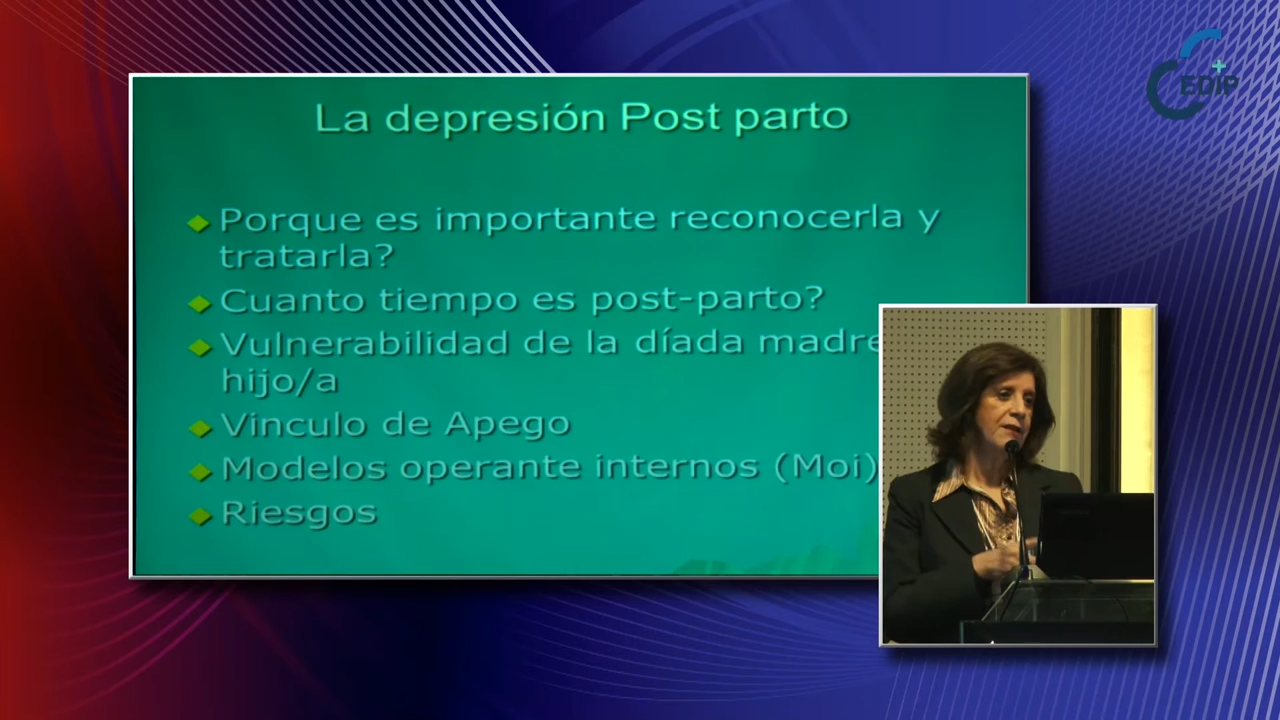 La depresión Post parto
Porque es importante reconocerla y
tratarla?
Cuanto tiempo es post-parto?
Vulnerabilidad de la díada madre
hijo/a
Vinculo de Apego
Modelos operante internos (Moi)
Riesgos
CEDIP